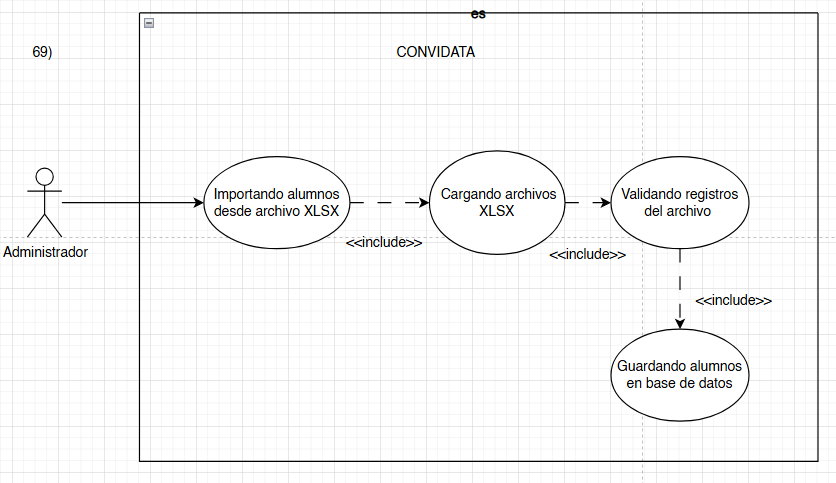 es
69)
CONVIDATA
Importando alumnos
desde archivo XLSX
Cargando archivos
XLSX
Validando registros
del archivo
Administrador
<<include>>
<<include>>
<<include>>
Guardando alumnos
en base de datos